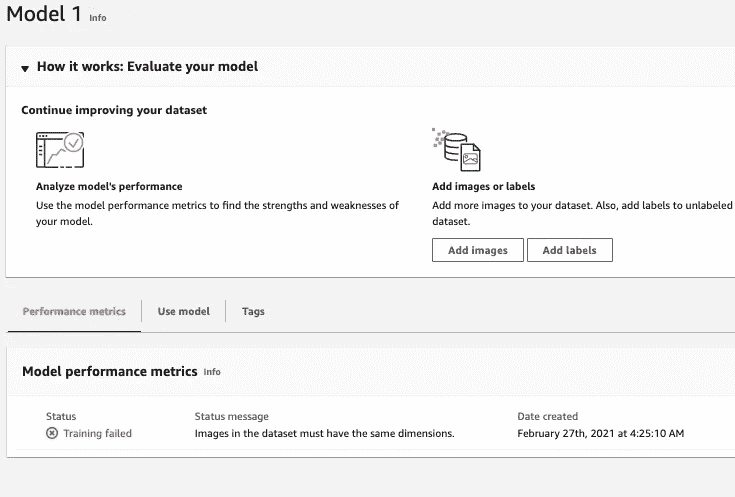 Model 1 Info
How it works: Evaluate your model
Continue improving your dataset
Analyze model's performance
Use the model performance metrics to find the strengths and weaknesses of
your model.
Add images or labels
Add more images to your dataset. Also, add labels to unlabeled
dataset.
Add images
Add labels
Performance metrics
Use model
Tags
Model performance metrics Info
Status
Training failed
Status message
Images in the dataset must have the same dimensions.
Date created
February 27th, 2021 at 4:25:10 AM